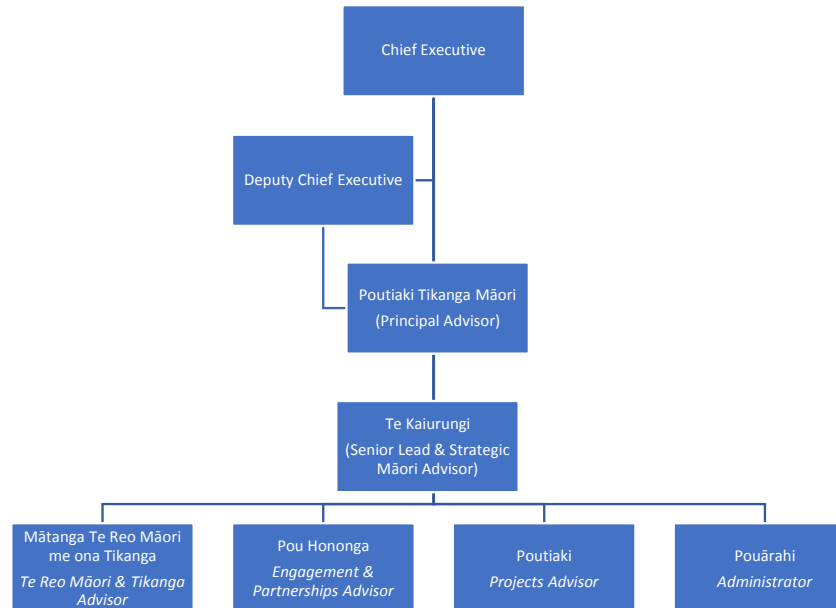 Chief Executive
Deputy Chief Executive
Poutiaki Tikanga Māori
(Principal Advisor)
Te Kaiurungi
(Senior Lead & Strategic
Māori Advisor)
Mātanga Te Reo Māori
me ona Tikanga
Te Reo Māori & Tikanga
Advisor
Pou Hononga
Engagement &
Partnerships Advisor
Poutiaki
Projects Advisor
Pouārahi
Administrator